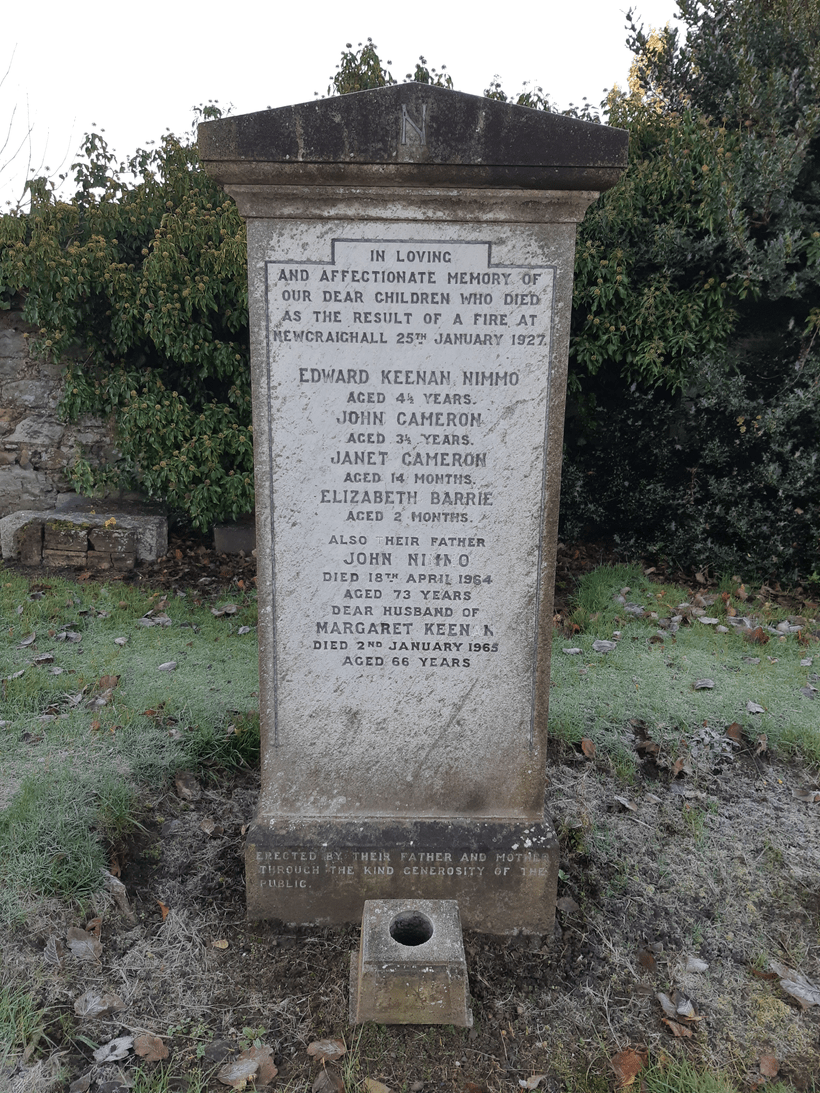 N
IN LOVING
AND AFFECTIONATE MEMORY OF
OUR DEAR CHILDREN WHO DIED
AS THE RESULT OF A FIRE AT
NEWCRAIGHALL 25TH JANUARY 1927.
EDWARD KEENAN NIMMO
AGED 4½ YEARS.
JOHN CAMERON
AGED 3½ YEARS.
JANET CAMERON
AGED 14 MONTHS.
ELIZABETH BARRIE
AGED 2 MONTHS.
ALSO THEIR FATHER
JOHN NIMMO
DIED 18TH APRIL 1964
AGED 73 YEARS
DEAR HUSBAND OF
MARGARET KEENAN
DIED 2ND JANUARY 1965
AGED 66 YEARS
ERECTED BY THEIR FATHER AND MOTHER
THROUGH THE KIND GENEROSITY OF THE
PUBLIC.